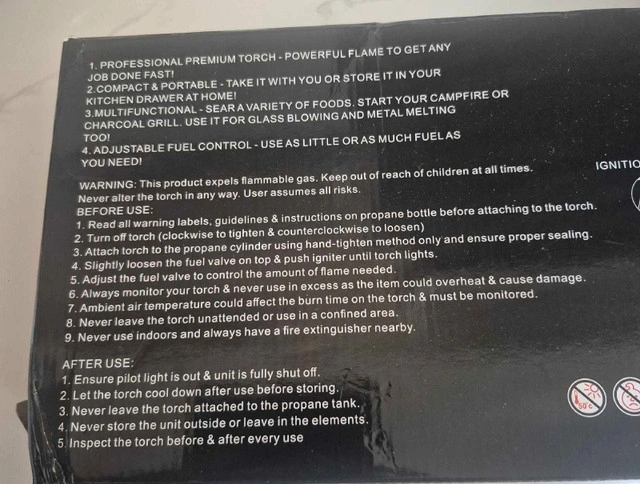 1. PROFESSIONAL PREMIUM TORCH - POWERFUL FLAME TO GET ANY
JOB DONE FAST!
2.COMPACT & PORTABLE - TAKE IT WITH YOU OR STORE IT IN YOUR
KITCHEN DRAWER AT HOME!
3.MULTIFUNCTIONAL - SEAR A VARIETY OF FOODS. START YOUR CAMPFIRE OR
CHARCOAL GRILL. USE IT FOR GLASS BLOWING AND METAL MELTING
TOO!
4. ADJUSTABLE FUEL CONTROL - USE AS LITTLE OR AS MUCH FUEL AS
YOU NEED!
WARNING: This product expels flammable gas. Keep out of reach of children at all times.
Never alter the torch in any way. User assumes all risks.
BEFORE USE:
1. Read all warning labels, guidelines & instructions on propane bottle before attaching to the torch.
2. Turn off torch (clockwise to tighten & counterclockwise to loosen)
3. Attach torch to the propane cylinder using hand-tighten method only and ensure proper sealing.
4. Slightly loosen the fuel valve on top & push igniter until torch lights.
5. Adjust the fuel valve to control the amount of flame needed.
6. Always monitor your torch & never use in excess as the item could overheat & cause damage.
7. Ambient air temperature could affect the burn time on the torch & must be monitored.
8. Never leave the torch unattended or use in a confined area.
9. Never use indoors and always have a fire extinguisher nearby.
AFTER USE:
1. Ensure pilot light is out & unit is fully shut off.
2. Let the torch cool down after use before storing.
3. Never leave the torch attached to the propane tank.
4. Never store the unit outside or leave in the elements.
5. Inspect the torch before & after every use
IGNITIO
50°C